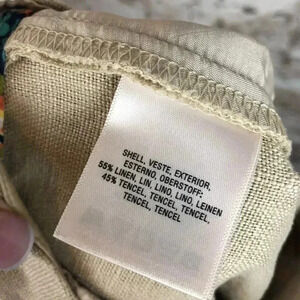 SHELL, VESTE, EXTERIOR,
ESTERNO, OBERSTOFF:
55% LINEN, LIN, LINO, LINO, LEINEN
45% TENCEL, TENCEL, TENCEL,
TENCEL, TENCEL